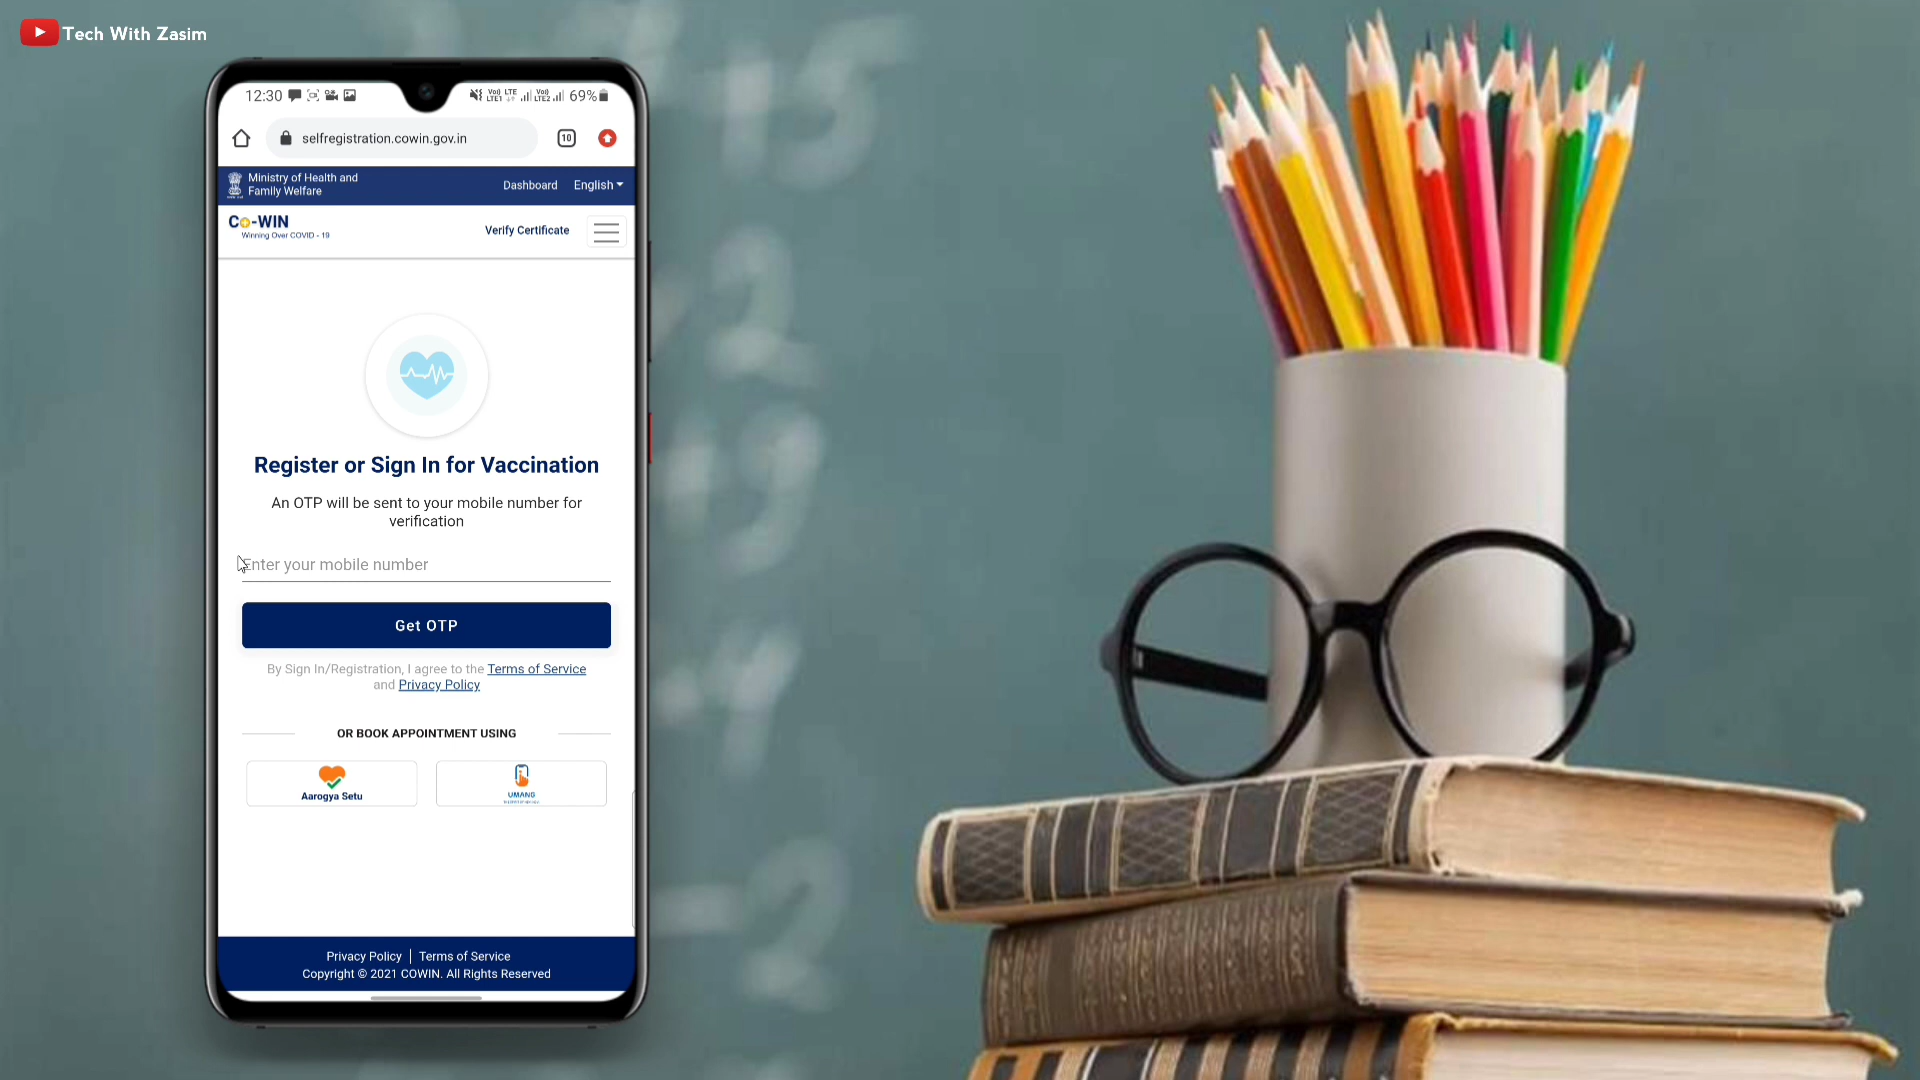 Tech With Zasim
12:30 69%
10
selfregistration.cowin.gov.in
Ministry of Health and
Family Welfare
Dashboard English
Co-WIN
Winning Over COVID - 19
Verify Certificate
Register or Sign In for Vaccination
An OTP will be sent to your mobile number for
verification
Enter your mobile number
Get OTP
By Sign In/Registration, I agree to the Terms of Service
and Privacy Policy
OR BOOK APPOINTMENT USING
Aarogya Setu
UMANG
Privacy Policy | Terms of Service
Copyright © 2021 COWIN. All Rights Reserved